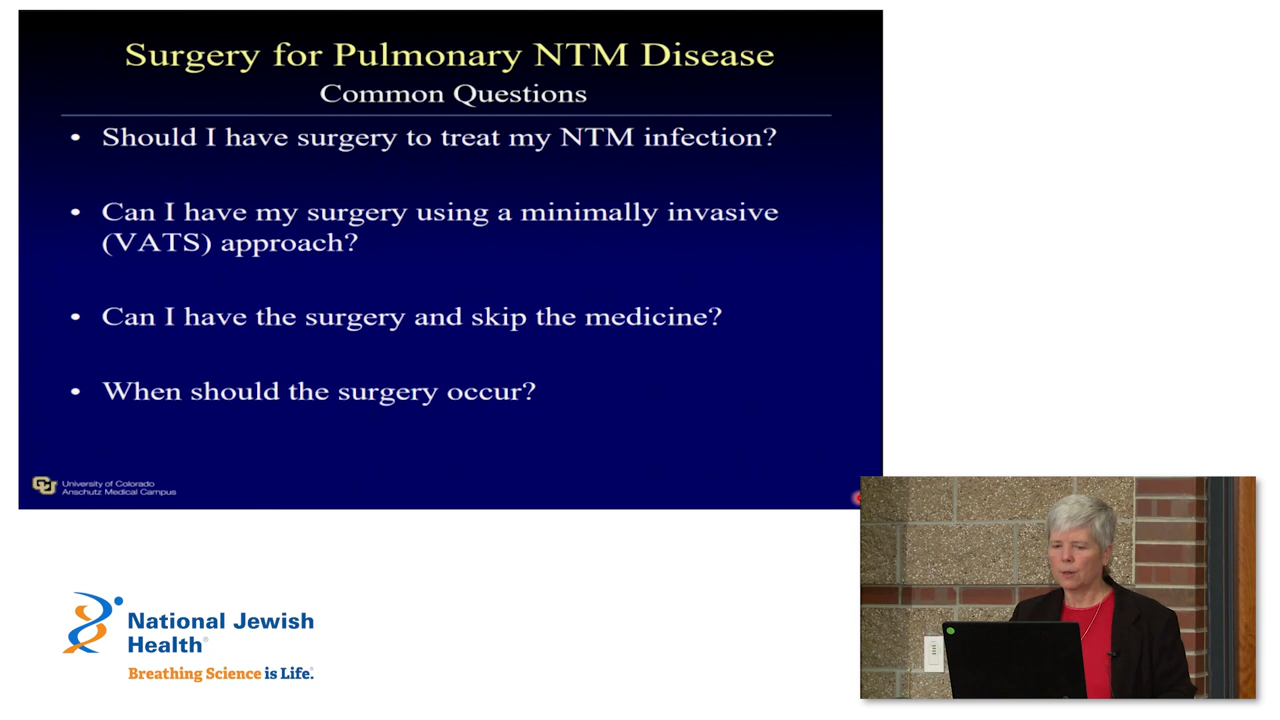 Surgery for Pulmonary NTM Disease
Common Questions
• Should I have surgery to treat my NTM infection?
• Can I have my surgery using a minimally invasive
(VATS) approach?
• Can I have the surgery and skip the medicine?
• When should the surgery occur?
CU
University of Colorado
Anschutz Medical Campus
National Jewish
Health®
Breathing Science is Life.®